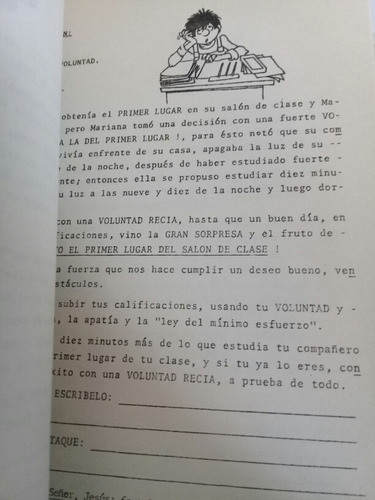 OLUNTAD.
obtenía el PRIMER LUGAR en su salón de clase y Ma-
pero Mariana tomó una decisión con una fuerte VO-
A LA DEL PRIMER LUGAR !, para ésto notó que su com
vivía enfrente de su casa, apagaba la luz de su --
de la noche, después de haber estudiado fuerte -
nte; entonces ella se propuso estudiar diez minu-
u luz a las nueve y diez de la noche y luego dor-
con una VOLUNTAD RECIA, hasta que un buen día, en
ficaciones, vino la GRAN SORPRESA y el fruto de -
TO EL PRIMER LUGAR DEL SALON DE CLASE !
a fuerza que nos hace cumplir un deseo bueno, ven
stáculos.
subir tus calificaciones, usando tu VOLUNTAD y -
, la apatía y la "ley del mínimo esfuerzo".
diez minutos más de lo que estudia tu compañero
rimer lugar de tu clase, y si tu ya lo eres, con
xito con una VOLUNTAD RECIA, a prueba de todo.
ESCRIBELO:
TAQUE:
Señor, Jesús,